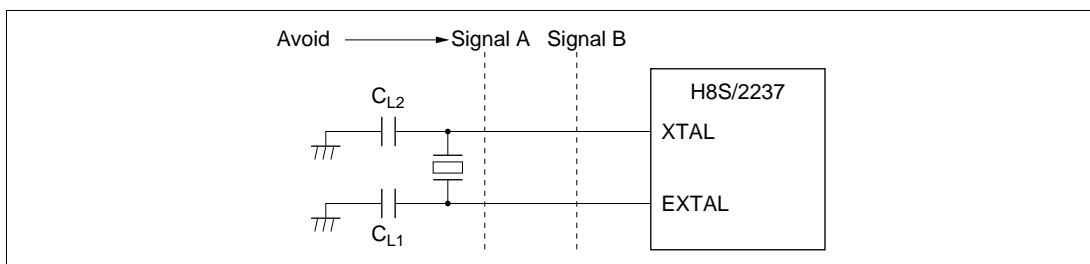 Avoid Signal A Signal B
H8S/2237
CL2
XTAL
EXTAL
CL1